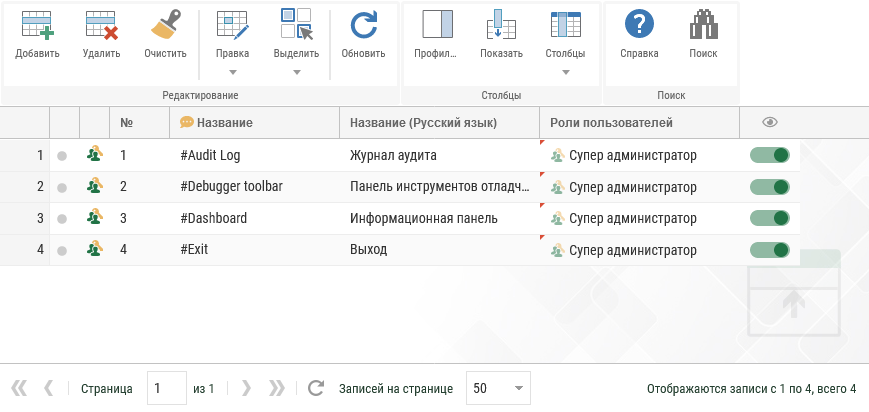 Добавить Удалить Очистить Правка Выделить Обновить Профил... Показать Столбцы Справка Поиск
Редактирование Столбцы Поиск
№ Название Название (Русский язык) Роли пользователей
1 1 #Audit Log Журнал аудита Супер администратор
2 2 #Debugger toolbar Панель инструментов отладч... Супер администратор
3 3 #Dashboard Информационная панель Супер администратор
4 4 #Exit Выход Супер администратор
Страница 1 из 1 Записей на странице 50 Отображаются записи с 1 по 4, всего 4